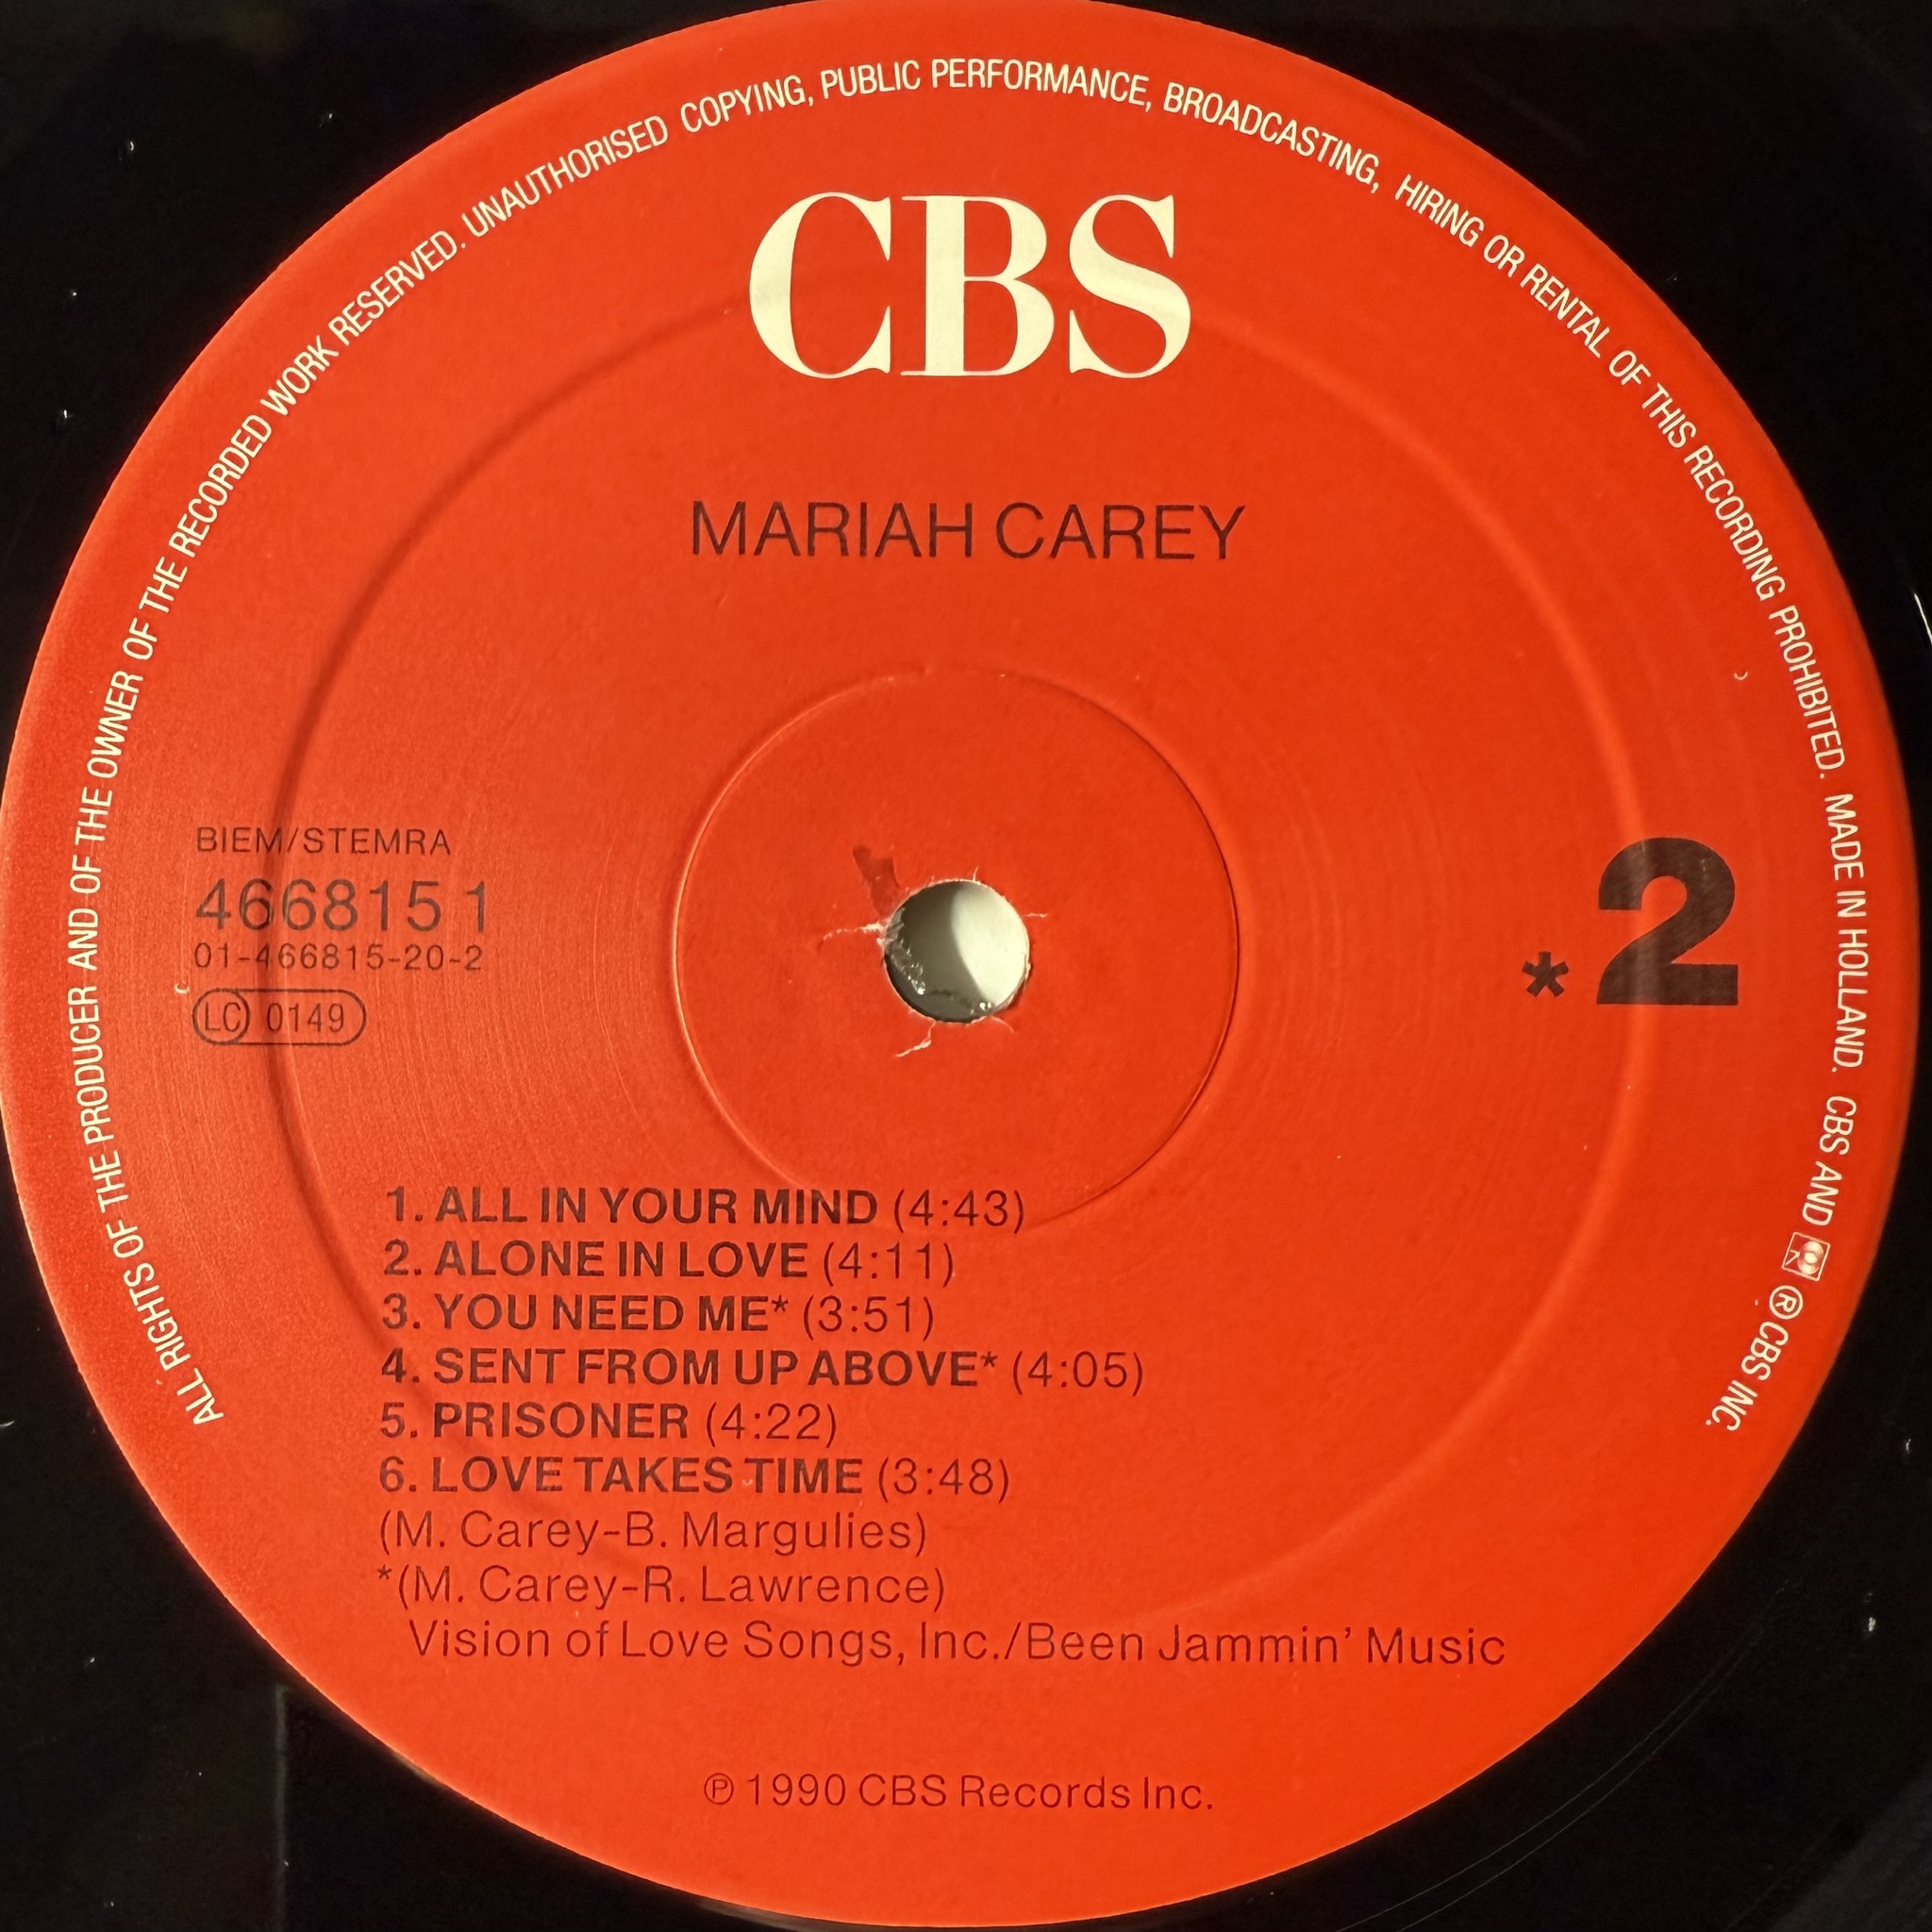 ALL RIGHTS OF THE PRODUCER AND OF THE OWNER OF THE RECORDED WORK RESERVED. UNAUTHORISED COPYING, PUBLIC PERFORMANCE, BROADCASTING, HIRING OR RENTAL OF THIS RECORDING PROHIBITED. MADE IN HOLLAND. CBS AND ® CBS INC.
CBS
MARIAH CAREY
BIEM/STEMRA
466815 1
01-466815-20-2
LC 0149
*2
1. ALL IN YOUR MIND (4:43)
2. ALONE IN LOVE (4:11)
3. YOU NEED ME* (3:51)
4. SENT FROM UP ABOVE* (4:05)
5. PRISONER (4:22)
6. LOVE TAKES TIME (3:48)
(M. Carey-B. Margulies)
*(M. Carey-R. Lawrence)
Vision of Love Songs, Inc./Been Jammin' Music
℗ 1990 CBS Records Inc.